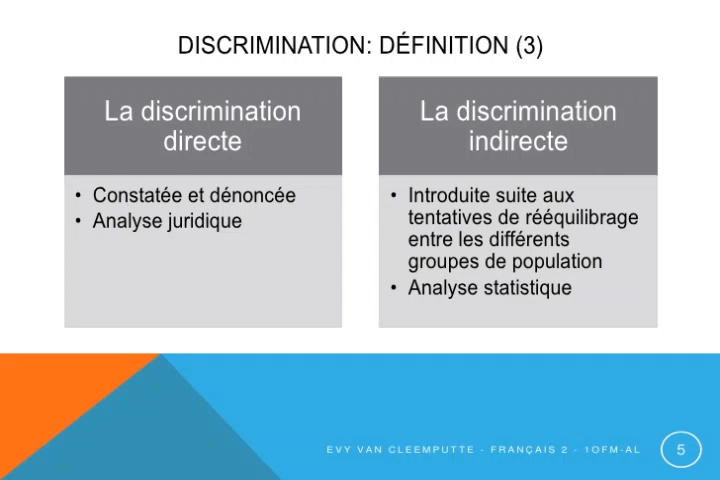 DISCRIMINATION: DÉFINITION (3)
La discrimination
directe
• Constatée et dénoncée
• Analyse juridique
La discrimination
indirecte
• Introduite suite aux
tentatives de rééquilibrage
entre les différents
groupes de population
• Analyse statistique
EVY VAN CLEEMPUTTE - FRANÇAIS 2 - 1OFM-AL
5